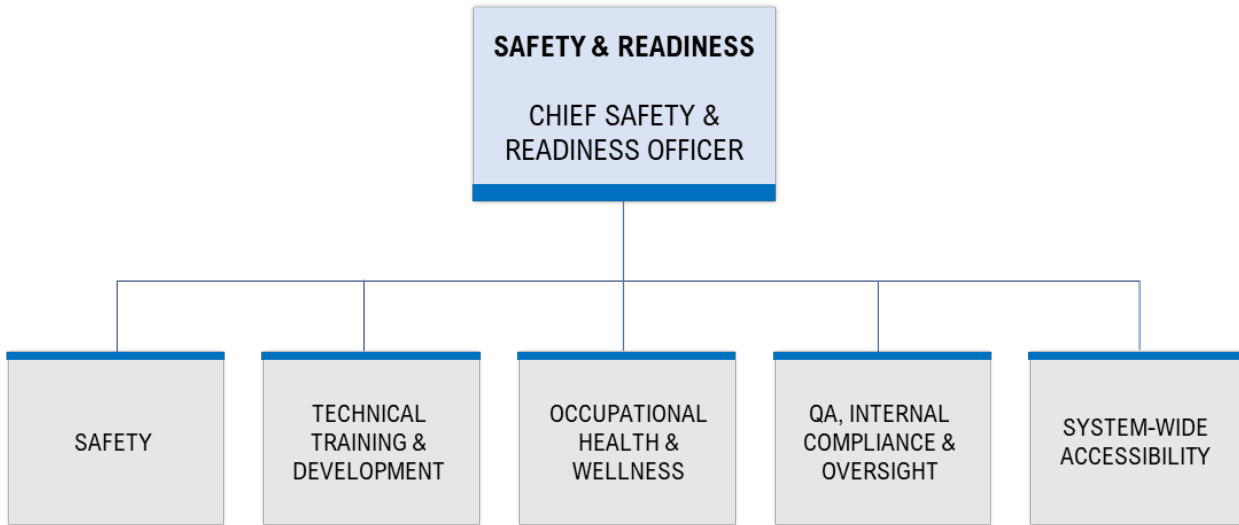 SAFETY & READINESS
CHIEF SAFETY &
READINESS OFFICER
SAFETY
TECHNICAL
TRAINING &
DEVELOPMENT
OCCUPATIONAL
HEALTH &
WELLNESS
QA, INTERNAL
COMPLIANCE &
OVERSIGHT
SYSTEM-WIDE
ACCESSIBILITY